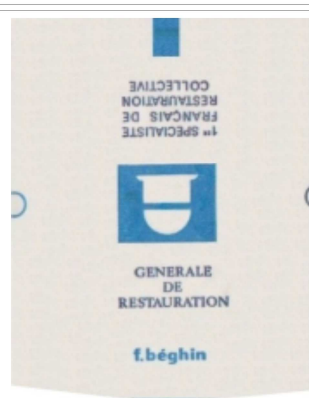 1er SPECIALISTE
FRANÇAIS DE
RESTAURATION
COLLECTIVE
GENERALE
DE
RESTAURATION
f.béghin